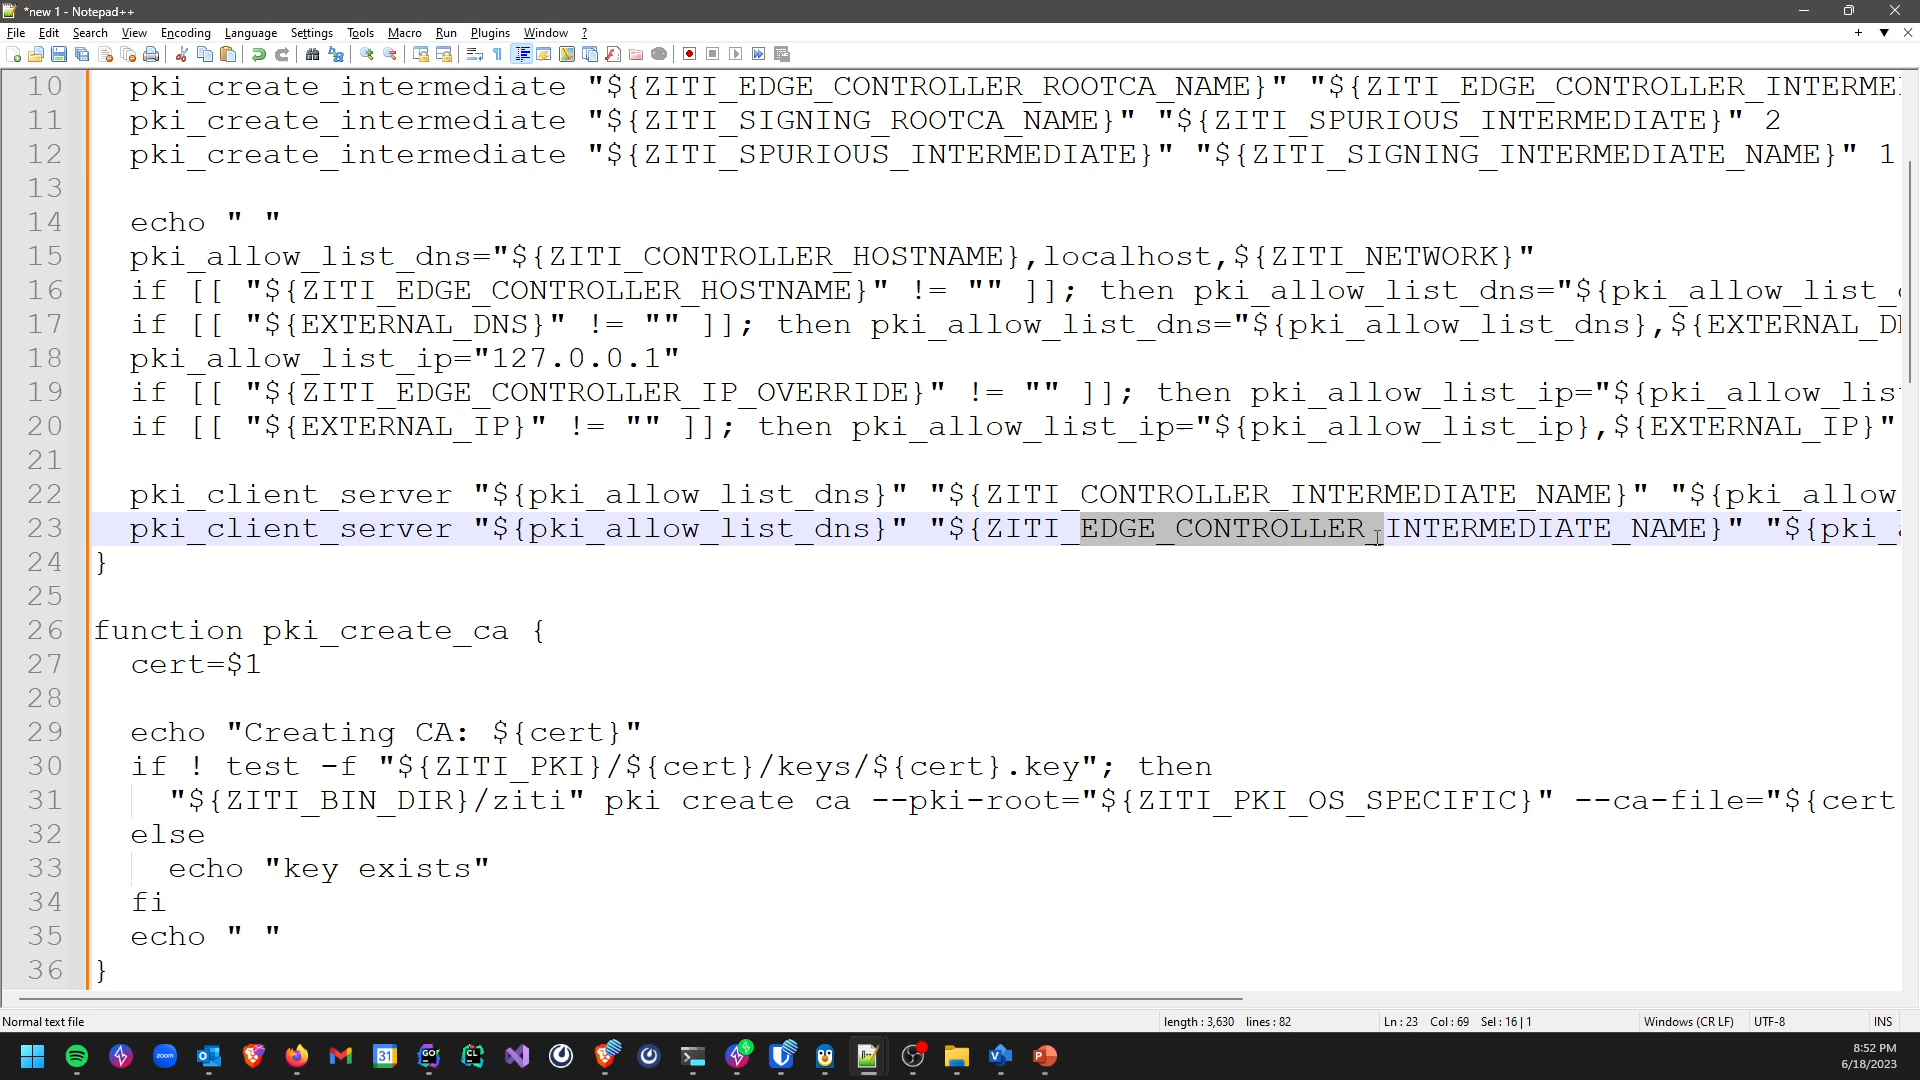 *new 1 - Notepad++
File Edit Search View Encoding Language Settings Tools Macro Run Plugins Window ?
10 pki_create_intermediate "${ZITI_EDGE_CONTROLLER_ROOTCA_NAME}" "${ZITI_EDGE_CONTROLLER_INTERME
11 pki_create_intermediate "${ZITI_SIGNING_ROOTCA_NAME}" "${ZITI_SPURIOUS_INTERMEDIATE}" 2
12 pki_create_intermediate "${ZITI_SPURIOUS_INTERMEDIATE}" "${ZITI_SIGNING_INTERMEDIATE_NAME}" 1
13
14 echo " "
15 pki_allow_list_dns="${ZITI_CONTROLLER_HOSTNAME},localhost,${ZITI_NETWORK}"
16 if [[ "${ZITI_EDGE_CONTROLLER_HOSTNAME}" != "" ]]; then pki_allow_list_dns="${pki_allow_list_
17 if [[ "${EXTERNAL_DNS}" != "" ]]; then pki_allow_list_dns="${pki_allow_list_dns},${EXTERNAL_D
18 pki_allow_list_ip="127.0.0.1"
19 if [[ "${ZITI_EDGE_CONTROLLER_IP_OVERRIDE}" != "" ]]; then pki_allow_list_ip="${pki_allow_lis
20 if [[ "${EXTERNAL_IP}" != "" ]]; then pki_allow_list_ip="${pki_allow_list_ip},${EXTERNAL_IP}"
21
22 pki_client_server "${pki_allow_list_dns}" "${ZITI_CONTROLLER_INTERMEDIATE_NAME}" "${pki_allow
23 pki_client_server "${pki_allow_list_dns}" "${ZITI_EDGE_CONTROLLER_INTERMEDIATE_NAME}" "${pki_
24 }
25
26 function pki_create_ca {
27 cert=$1
28
29 echo "Creating CA: ${cert}"
30 if ! test -f "${ZITI_PKI}/${cert}/keys/${cert}.key"; then
31 "${ZITI_BIN_DIR}/ziti" pki create ca --pki-root="${ZITI_PKI_OS_SPECIFIC}" --ca-file="${cert
32 else
33 echo "key exists"
34 fi
35 echo " "
36 }
Normal text file length : 3,630 lines : 82 Ln : 23 Col : 69 Sel : 16 | 1 Windows (CR LF) UTF-8 INS
zoom 31 GO CL
8:52 PM
6/18/2023